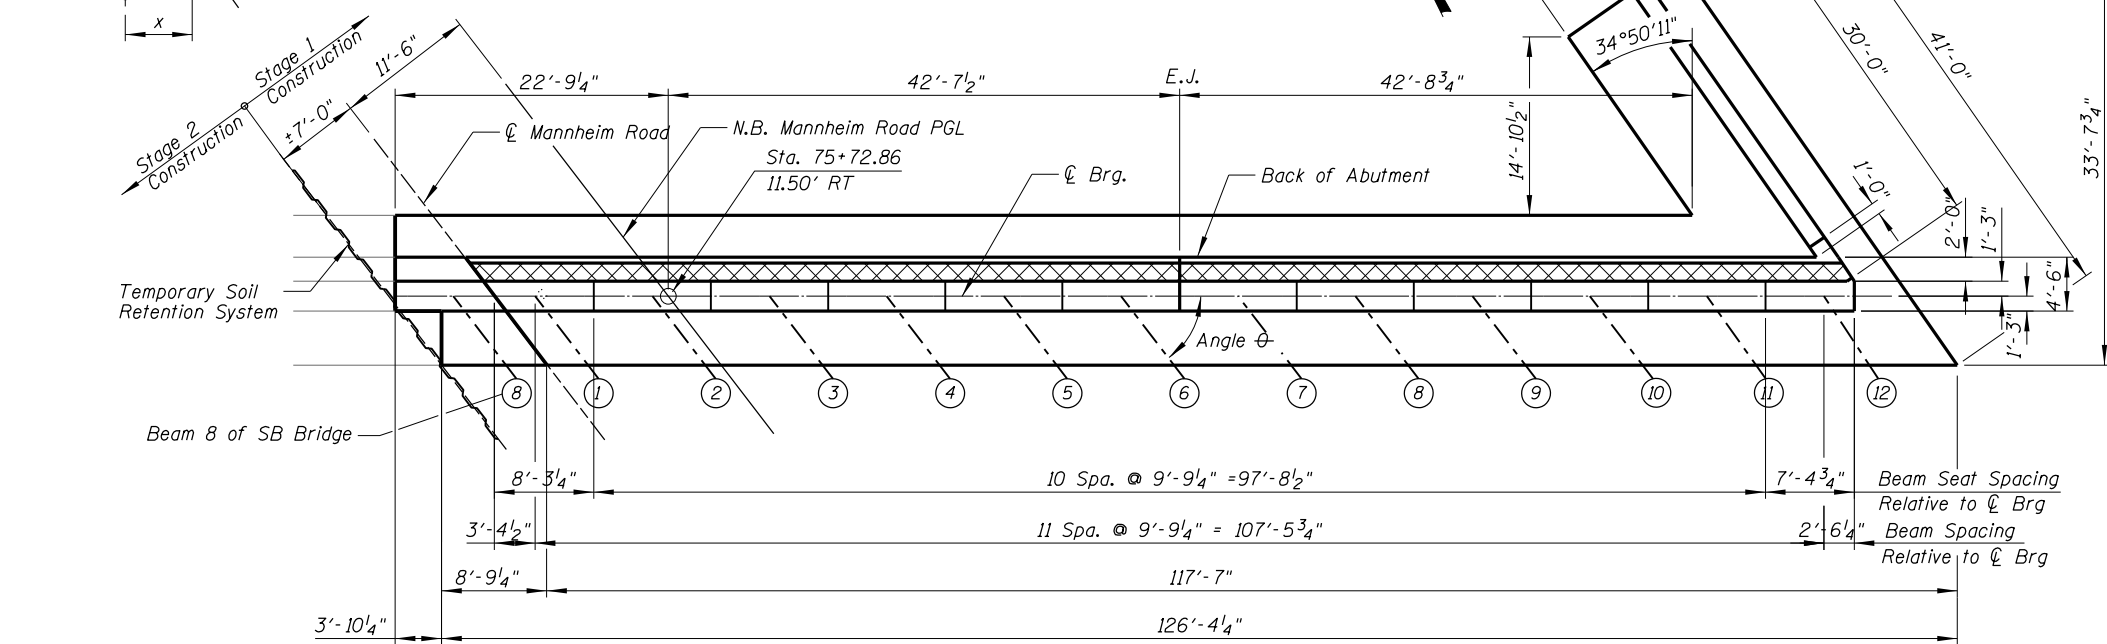 x
Stage 1
Construction
Stage 2
Construction
11'-6"
±7'-0"
22'-9¼"
42'-7½"
E.J.
42'-8¾"
34°50'11"
30'-0"
41'-0"
33'-7¾"
14'-10½"
℄ Mannheim Road
N.B. Mannheim Road PGL
Sta. 75+72.86
11.50' RT
℄ Brg.
Back of Abutment
1'-0"
2'-0"
1'-3"
4'-6"
1'-3"
Temporary Soil
Retention System
Angle θ
8 1 2 3 4 5 6 7 8 9 10 11 12
Beam 8 of SB Bridge
8'-3¼"
10 Spa. @ 9'-9¼" =97'-8½"
7'-4¾"
Beam Seat Spacing
Relative to ℄ Brg
3'-4½"
11 Spa. @ 9'-9¼" = 107'-5¾"
2'-6¼"
Beam Spacing
Relative to ℄ Brg
8'-9¼"
117'-7"
3'-10¼"
126'-4¼"